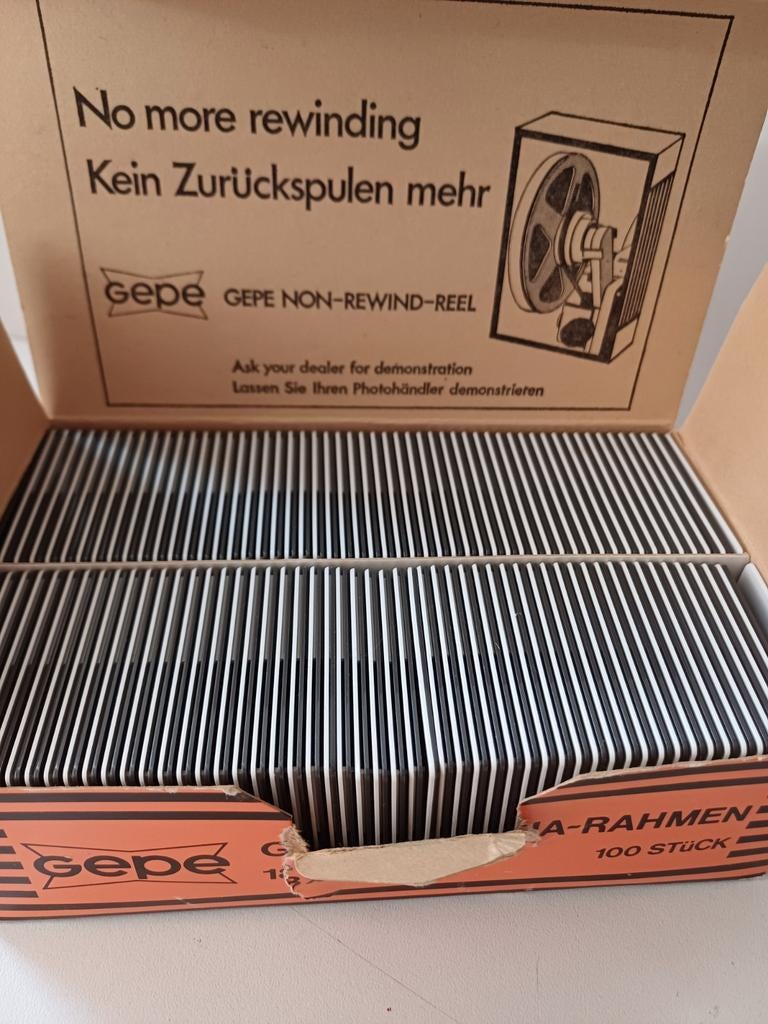 No more rewinding
Kein Zurückspulen mehr
Gepe GEPE NON-REWIND-REEL
Ask your dealer for demonstration
Lassen Sie Ihren Photohändler demonstrieren
Gepe
-RAHMEN
100 STüCK